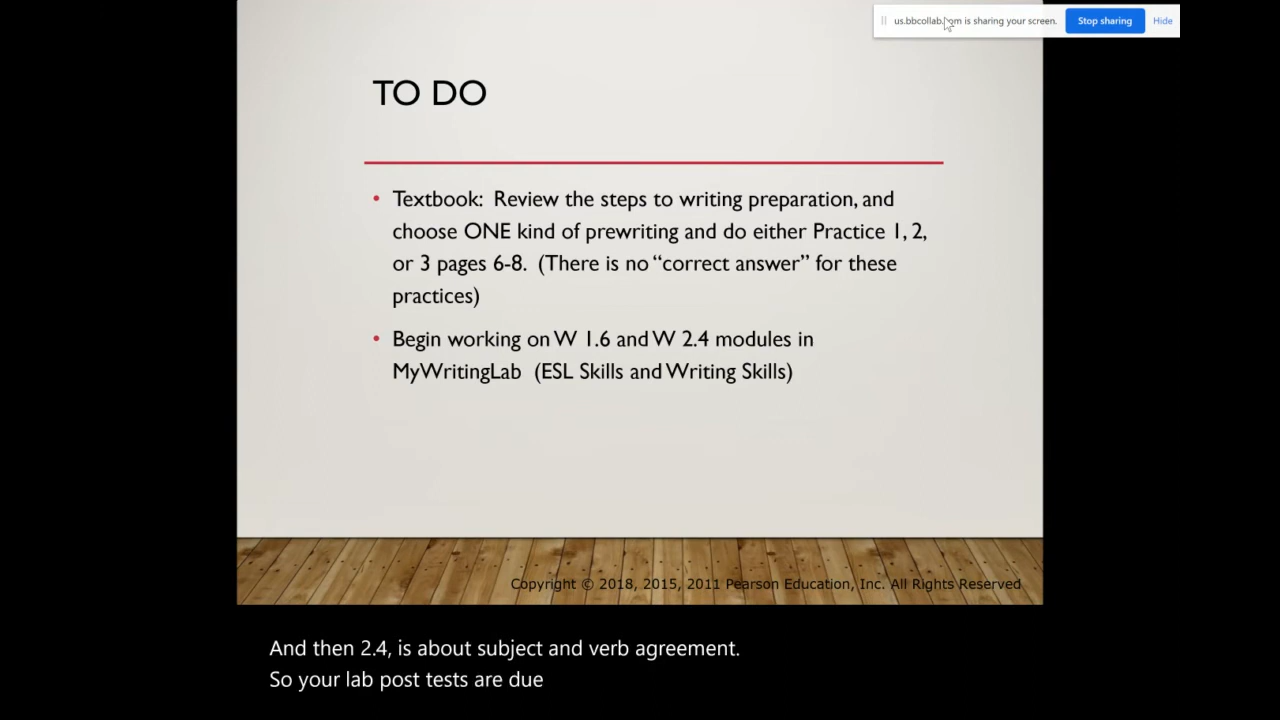 us.bbcollab.com is sharing your screen. Stop sharing Hide
TO DO
• Textbook: Review the steps to writing preparation, and
choose ONE kind of prewriting and do either Practice 1, 2,
or 3 pages 6-8. (There is no “correct answer” for these
practices)
• Begin working on W 1.6 and W 2.4 modules in
MyWritingLab (ESL Skills and Writing Skills)
Copyright © 2018, 2015, 2011 Pearson Education, Inc. All Rights Reserved
And then 2.4, is about subject and verb agreement.
So your lab post tests are due